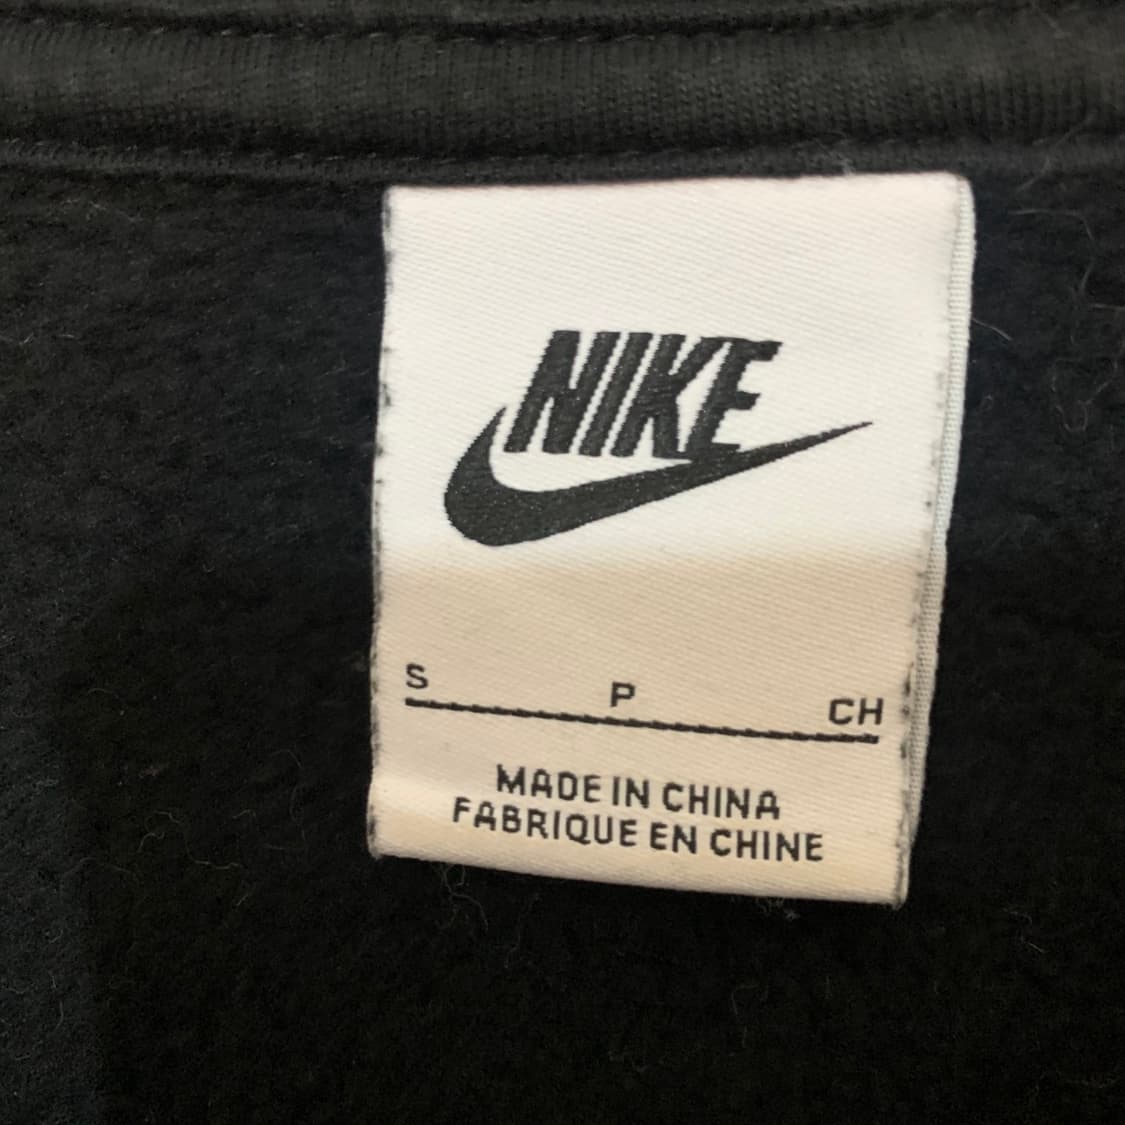 NIKE
S P CH
MADE IN CHINA
FABRIQUE EN CHINE